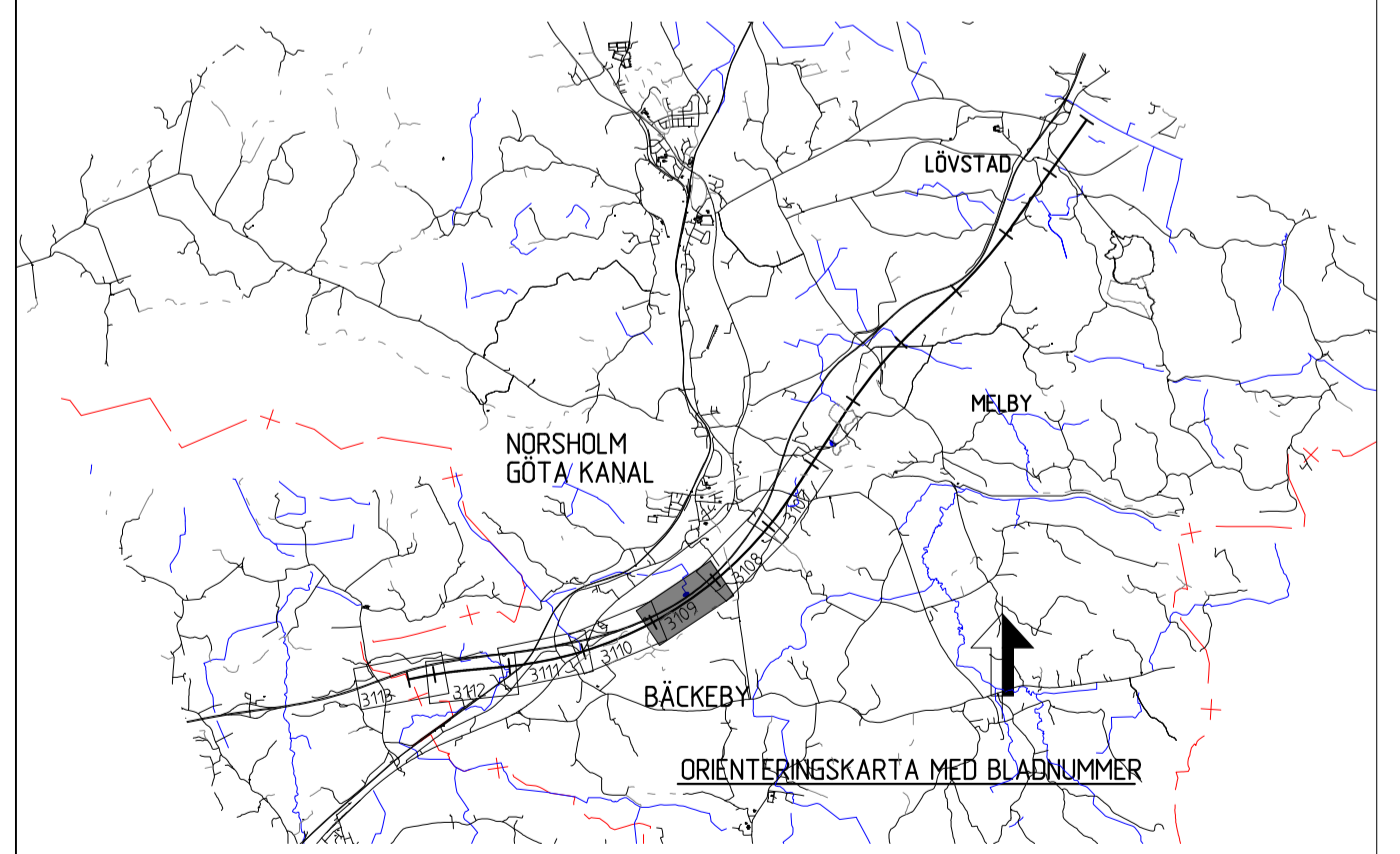 LÖVSTAD
MELBY
NORSHOLM
GÖTA KANAL
3107
3108
3109
3110
3111
3112
3113
BÄCKEBY
ORIENTERINGSKARTA MED BLADNUMMER